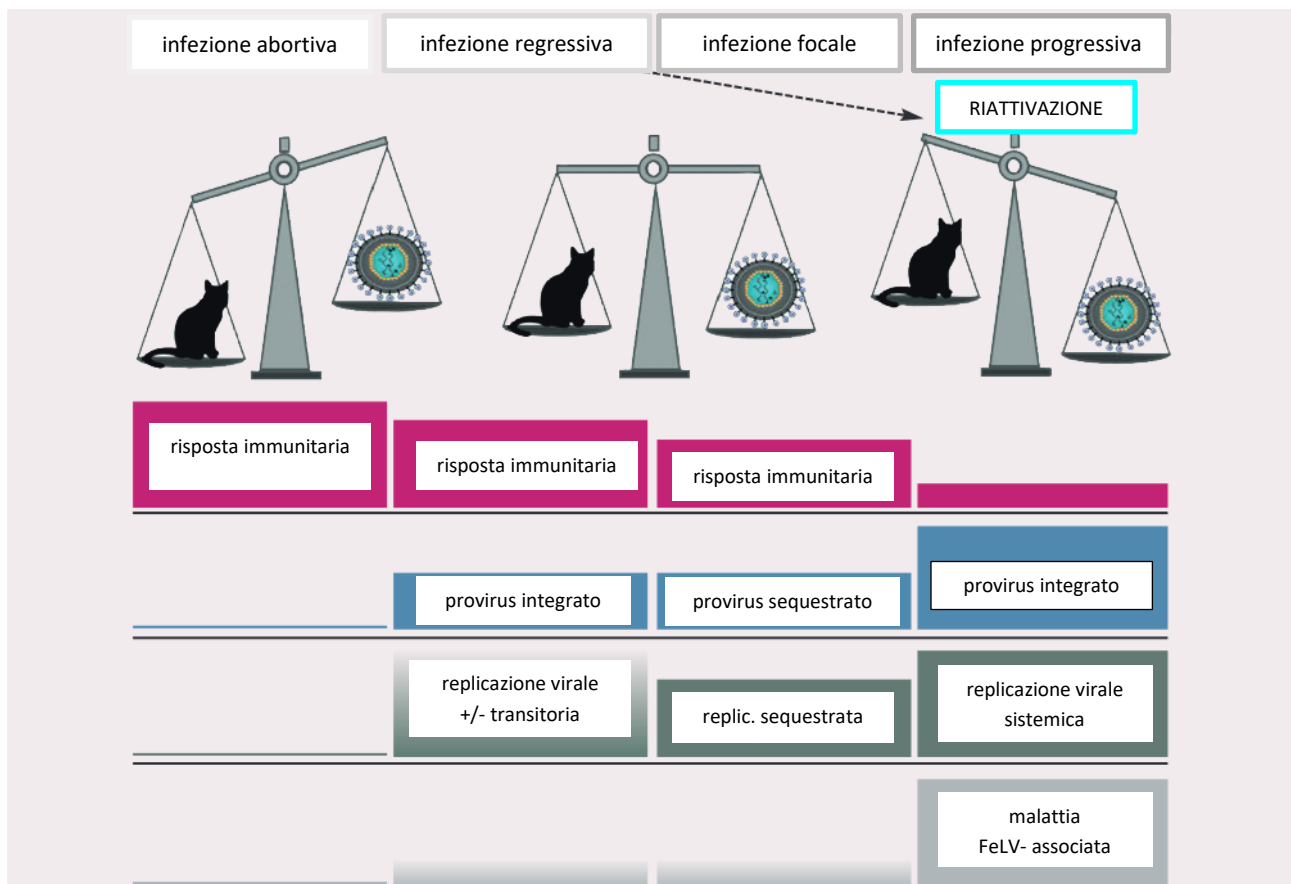 infezione abortiva
infezione regressiva
infezione focale
infezione progressiva
RIATTIVAZIONE
risposta immunitaria
risposta immunitaria
risposta immunitaria
provirus integrato
provirus sequestrato
provirus integrato
replicazione virale
+/- transitoria
replic. sequestrata
replicazione virale
sistemica
malattia
FeLV- associata